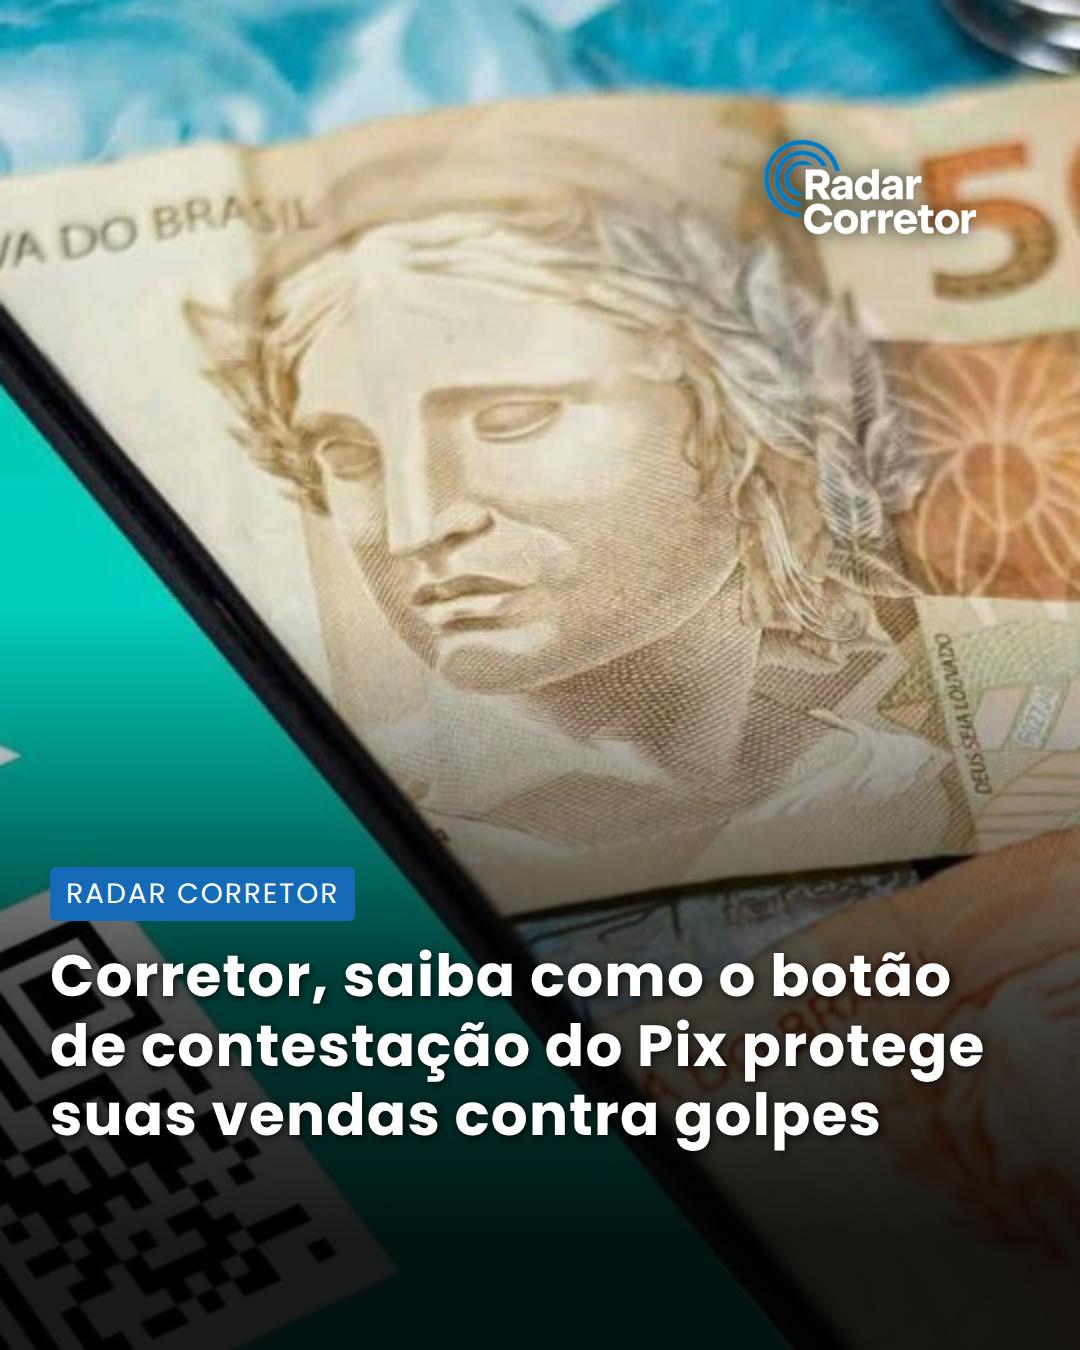 VA DO BRASIL
Radar
Corretor
5
DEUS SEJA LOUVADO
RADAR CORRETOR
Corretor, saiba como o botão
de contestação do Pix protege
suas vendas contra golpes